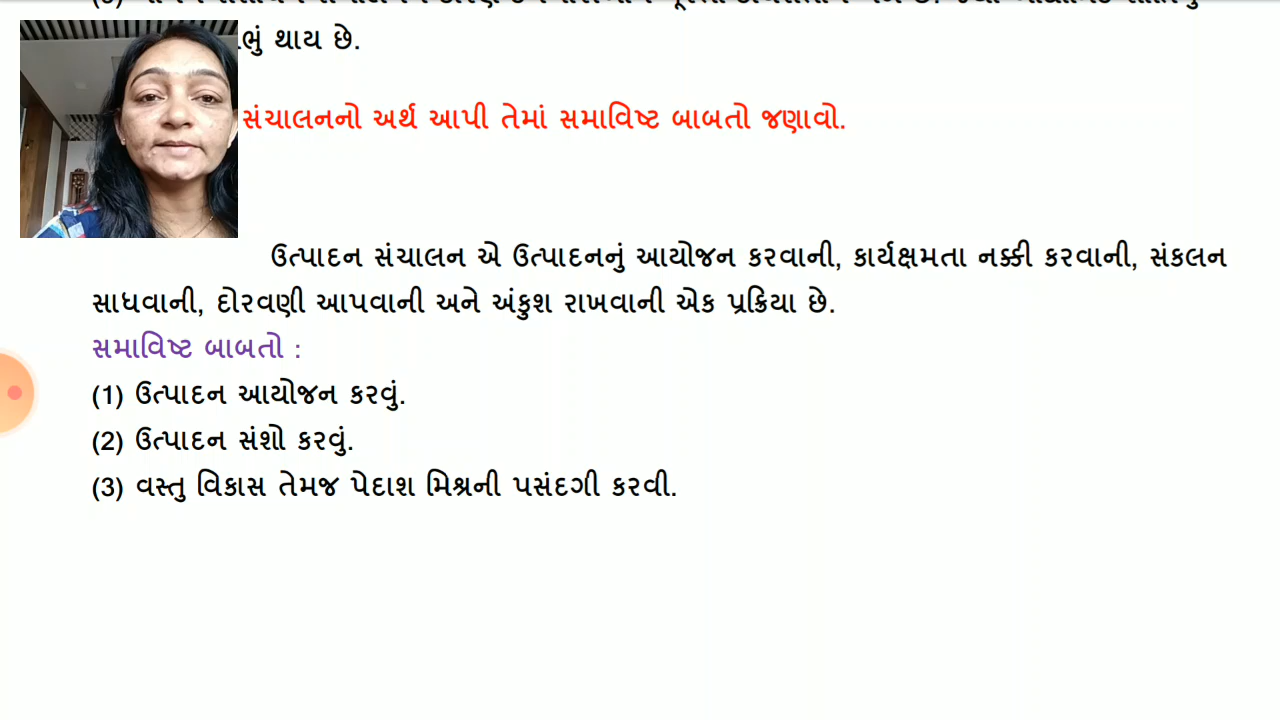 ભું થાય છે.
સંચાલનનો અર્થ આપી તેમાં સમાવિષ્ટ બાબતો જણાવો.
ઉત્પાદન સંચાલન એ ઉત્પાદનનું આયોજન કરવાની, કાર્યક્ષમતા નક્કી કરવાની, સંકલન
સાધવાની, દોરવણી આપવાની અને અંકુશ રાખવાની એક પ્રક્રિયા છે.
સમાવિષ્ટ બાબતો :
(1) ઉત્પાદન આયોજન કરવું.
(2) ઉત્પાદન સંશો કરવું.
(3) વસ્તુ વિકાસ તેમજ પેદાશ મિશ્રની પસંદગી કરવી.